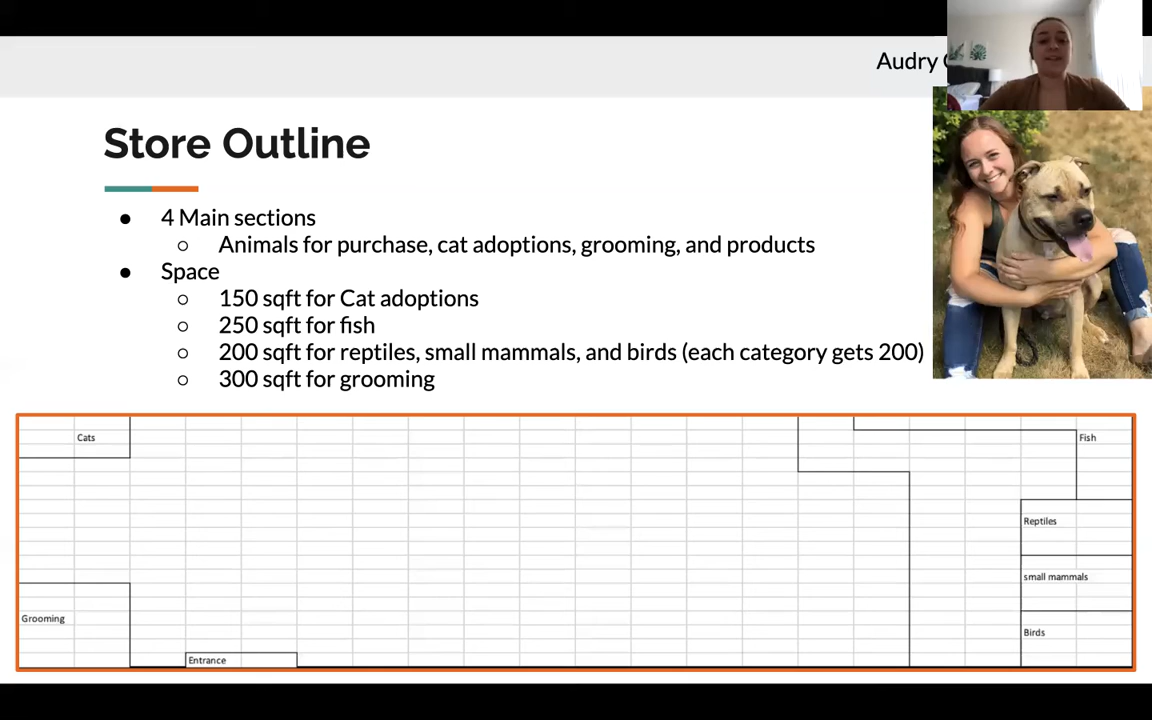 Audry
Store Outline
● 4 Main sections
○ Animals for purchase, cat adoptions, grooming, and products
● Space
○ 150 sqft for Cat adoptions
○ 250 sqft for fish
○ 200 sqft for reptiles, small mammals, and birds (each category gets 200)
○ 300 sqft for grooming
Cats
Fish
Reptiles
small mammals
Grooming
Birds
Entrance